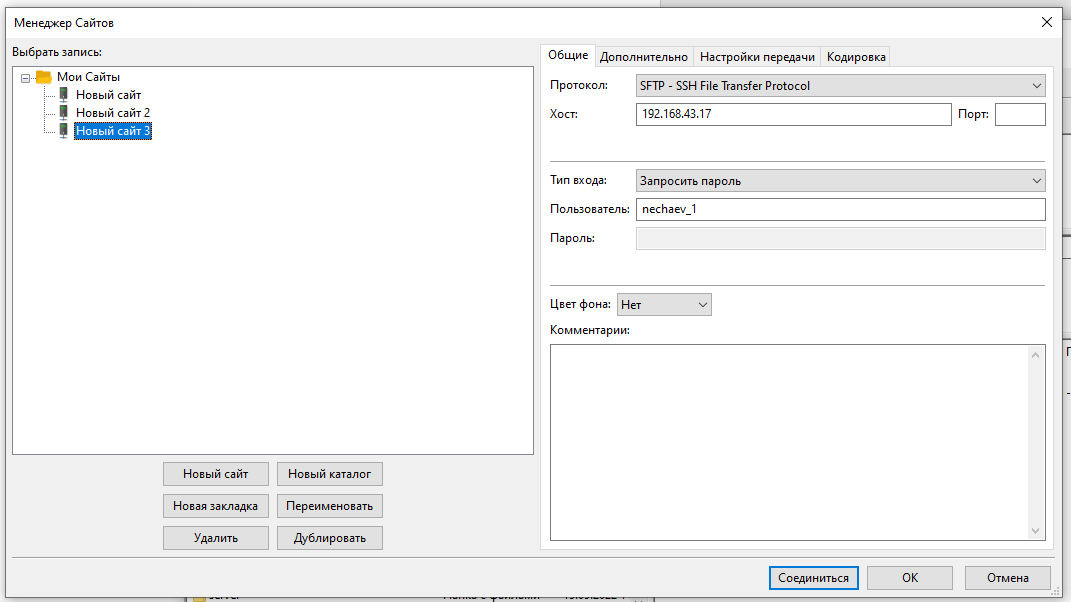 Менеджер Сайтов
Выбрать запись:
Мои Сайты
Новый сайт
Новый сайт 2
Новый сайт 3
Новый сайт Новый каталог
Новая закладка Переименовать
Удалить Дублировать
Общие Дополнительно Настройки передачи Кодировка
Протокол: SFTP - SSH File Transfer Protocol
Хост: 192.168.43.17 Порт:
Тип входа: Запросить пароль
Пользователь: nechaev_1
Пароль:
Цвет фона: Нет
Комментарии:
Соединиться ОК Отмена